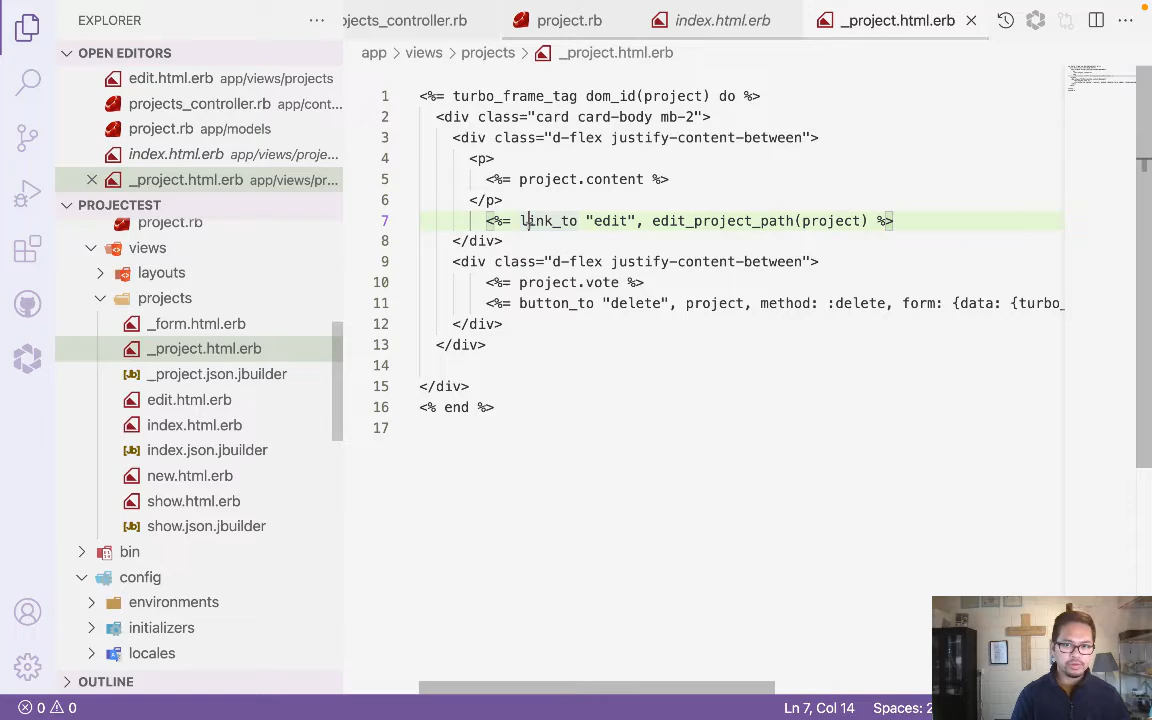 EXPLORER
OPEN EDITORS
edit.html.erb app/views/projects
projects_controller.rb app/cont...
project.rb app/models
index.html.erb app/views/proje...
_project.html.erb app/views/pr...
PROJECTEST
project.rb
views
layouts
projects
_form.html.erb
_project.html.erb
_project.json.jbuilder
edit.html.erb
index.html.erb
index.json.jbuilder
new.html.erb
show.html.erb
show.json.jbuilder
bin
config
environments
initializers
locales
OUTLINE
ojects_controller.rb project.rb index.html.erb _project.html.erb
app > views > projects > _project.html.erb
1 <%= turbo_frame_tag dom_id(project) do %>
2 <div class="card card-body mb-2">
3 <div class="d-flex justify-content-between">
4 <p>
5 <%= project.content %>
6 </p>
7 <%= link_to "edit", edit_project_path(project) %>
8 </div>
9 <div class="d-flex justify-content-between">
10 <%= project.vote %>
11 <%= button_to "delete", project, method: :delete, form: {data: {turbo_
12 </div>
13 </div>
14
15 </div>
16 <% end %>
17
0 0 Ln 7, Col 14 Spaces: 2